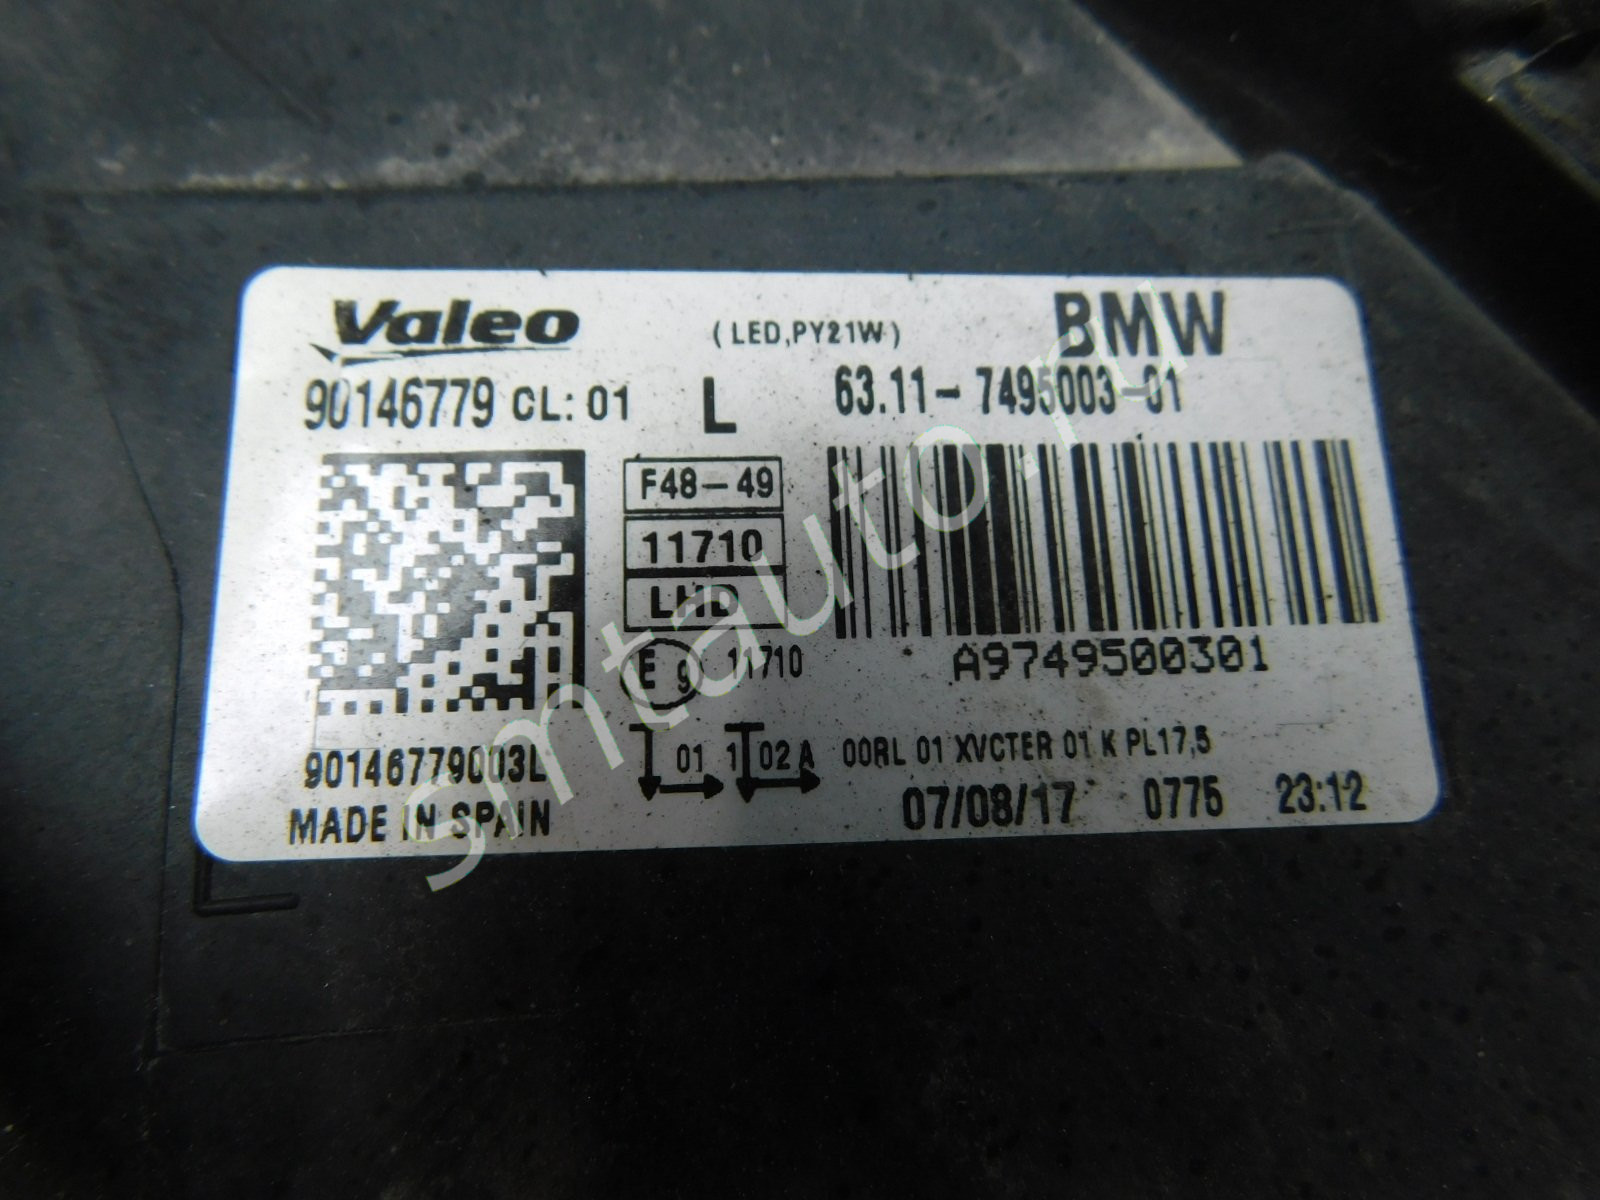 Valeo (LED,PY21W) BMW
90146779 CL: 01 L 63.11- 7495003-01
F48-49
11710
LHD
E 9 11710
A9749500301
90146779003L
01 1 02 A 00RL 01 XVCTER 01 K PL17,5
MADE IN SPAIN 07/08/17 0775 23:12
smtauto.ru